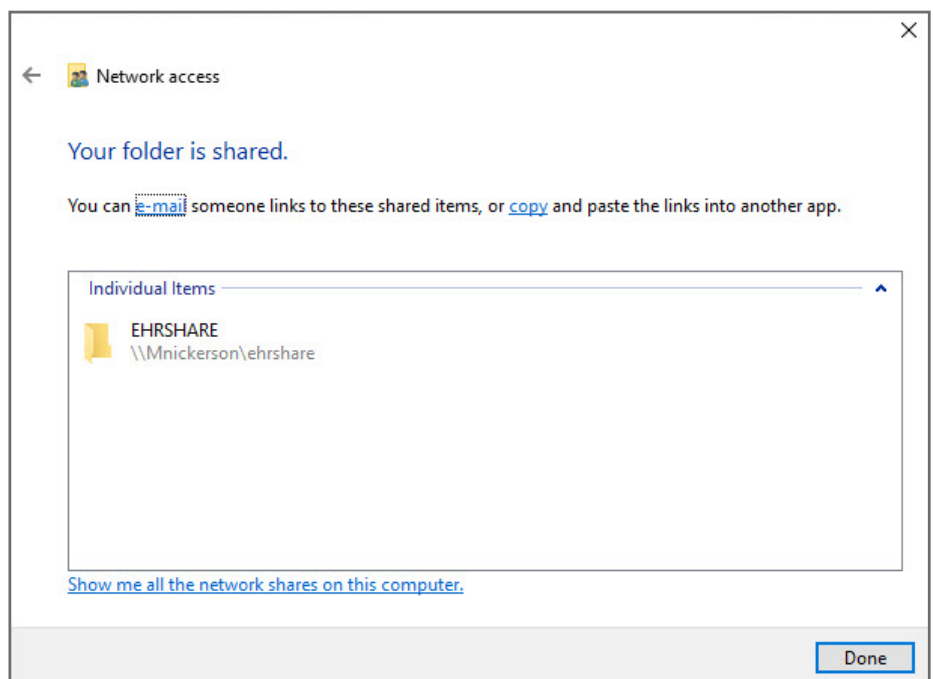 Network access
Your folder is shared.
You can e-mail someone links to these shared items, or copy and paste the links into another app.
Individual Items
EHRSHARE
\\Mnickerson\ehrshare
Show me all the network shares on this computer.
Done